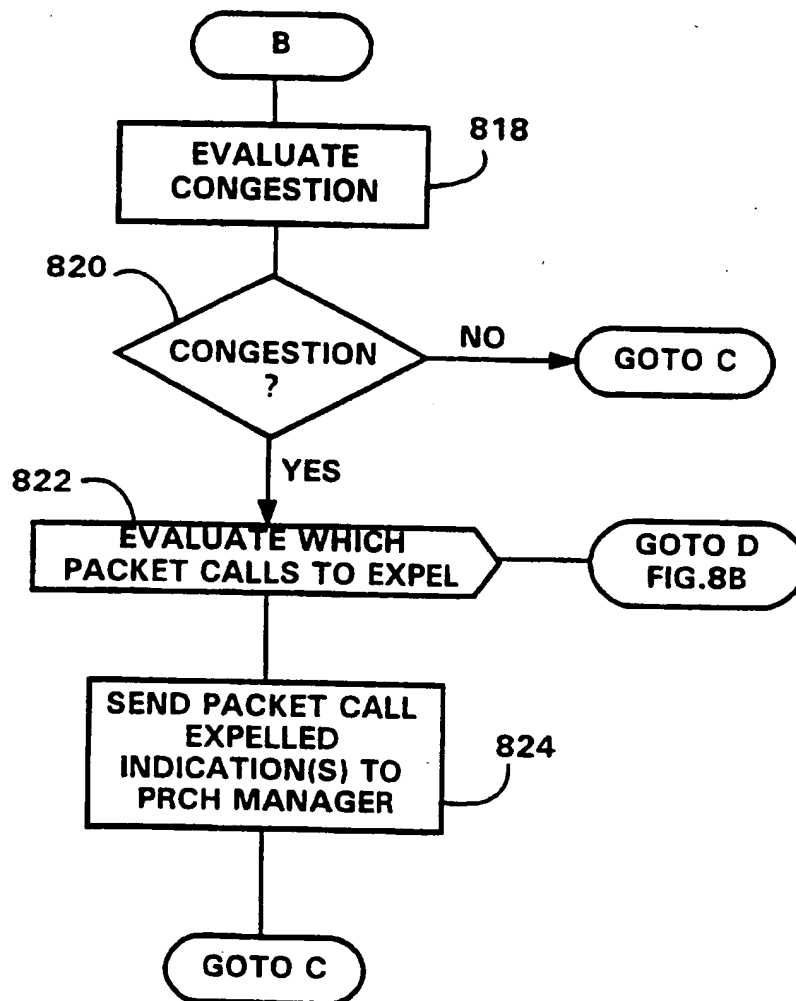 B
EVALUATE
CONGESTION
818
820
CONGESTION
?
NO
GOTO C
YES
822
EVALUATE WHICH
PACKET CALLS TO EXPEL
GOTO D
FIG.8B
SEND PACKET CALL
EXPELLED
INDICATION(S) TO
PRCH MANAGER
824
GOTO C